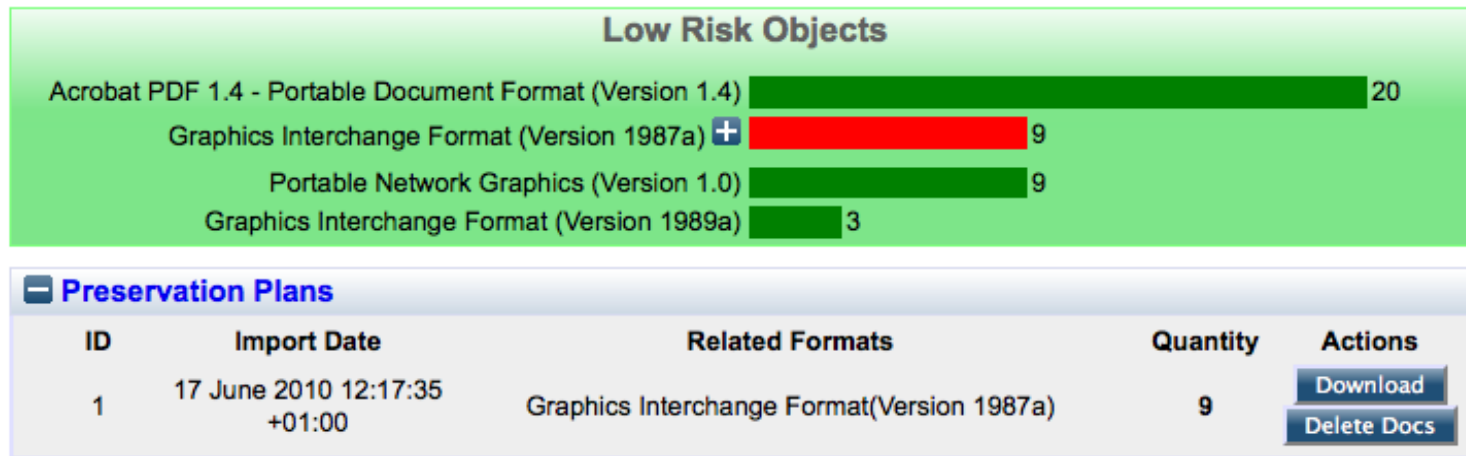 Low Risk Objects
Acrobat PDF 1.4 - Portable Document Format (Version 1.4) 20
Graphics Interchange Format (Version 1987a) 9
Portable Network Graphics (Version 1.0) 9
Graphics Interchange Format (Version 1989a) 3
Preservation Plans
ID Import Date Related Formats Quantity Actions
1 17 June 2010 12:17:35 Graphics Interchange Format(Version 1987a) 9 Download
+01:00 Delete Docs